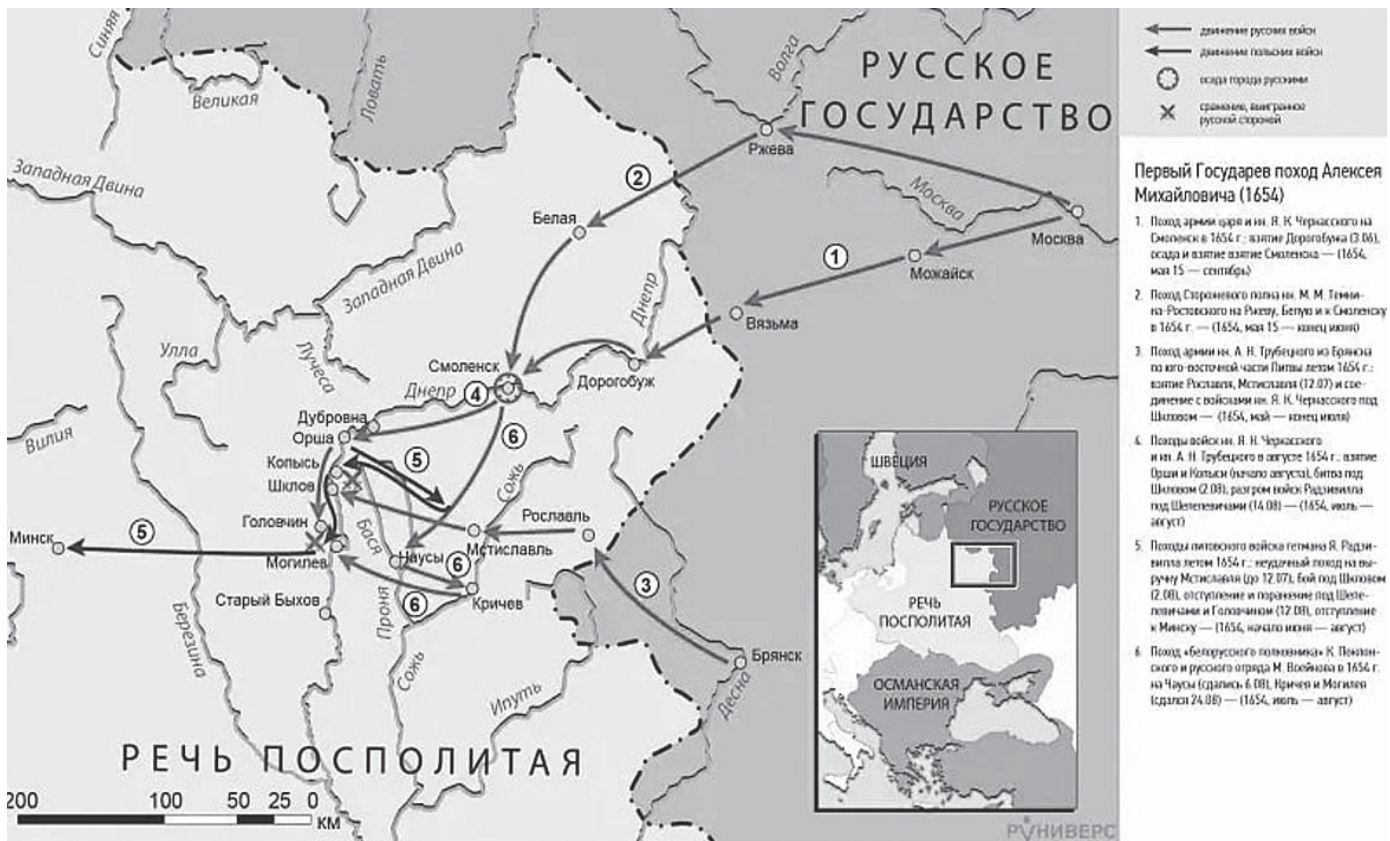 РУССКОЕ
ГОСУДАРСТВО
Синяя
Великая
Ловать
Волга
Ржева
Западная Двина
Белая
2
Москва
Москва
Можайск
1
Западная Двина
Днепр
Вязьма
Улла
Лучеса
Смоленск
Дорогобуж
Днепр
4
Дубровна
Орша
6
Вилия
Копысь
5
Шклов
Сожь
Головчин
Бася
Рославль
Минск
5
Мстиславль
Могилев
Чаусы
6
3
Старый Быхов
Проня
6
Кричев
Березина
Сожь
Ипуть
Брянск
Десна
РЕЧЬ ПОСПОЛИТАЯ
200 100 50 25 0
КМ
ШВЕЦИЯ
РУССКОЕ
ГОСУДАРСТВО
РЕЧЬ
ПОСПОЛИТАЯ
ОСМАНСКАЯ
ИМПЕРИЯ
РУНИВЕРС
движение русских войск
движение польских войск
осада города русскими
сражение, выигранное
русской стороной
Первый Государев поход Алексея
Михайловича (1654)
1. Поход армии царя и кн. Я. К. Черкасского на
Смоленск в 1654 г.: взятие Дорогобужа (3.06),
осада и взятие взятие Смоленска — (1654,
мая 15 — сентябрь)
2. Поход Сторожевого полка кн. М. М. Темки-
на-Ростовского на Ржеву, Белую и к Смоленску
в 1654 г. — (1654, мая 15 — конец июня)
3. Поход армии кн. А. Н. Трубецкого из Брянска
по юго-восточной части Литвы летом 1654 г.:
взятие Рославля, Мстиславля (12.07) и сое-
динение с войсками кн. Я. К. Черкасского под
Шкловом — (1654, май — конец июля)
4. Походы войск кн. Я. К. Черкасского
и кн. А. Н. Трубецкого в августе 1654 г.: взятие
Орши и Копыси (начало августа), битва под
Шкловом (2.08); разгром войск Радзивилла
под Шепелевичами (14.08) — (1654, июль —
август)
5. Походы литовского войска гетмана Я. Радзи-
вилла летом 1654 г.: неудачный поход на вы-
ручку Мстиславля (до 12.07), бой под Шкловом
(2.08), отступление и поражение под Шепе-
левичами и Головчином (12.08), отступление
к Минску — (1654, начало июня — август)
6. Поход «белорусского полковника» К. Поклон-
ского и русского отряда М. Воейкова в 1654 г.
на Чаусы (сдались 6.08), Кричев и Могилев
(сдался 24.08) — (1654, июль — август)